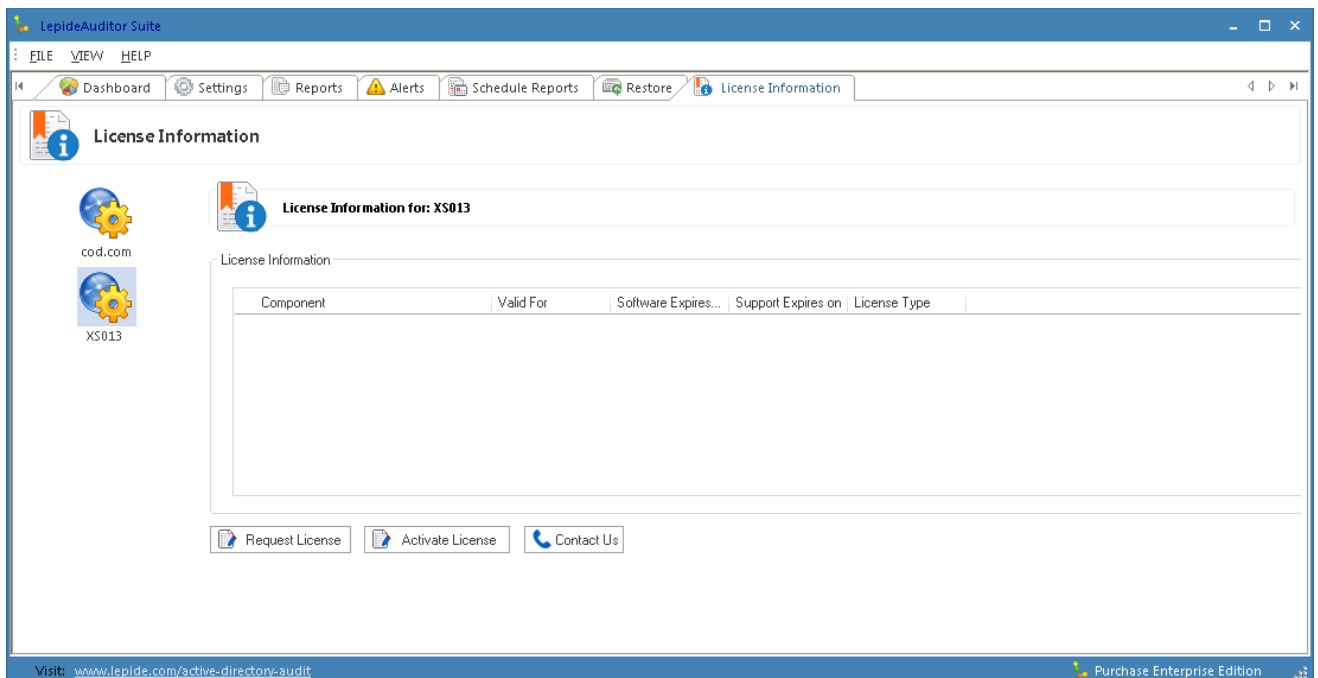 LepideAuditor Suite
FILE VIEW HELP
Dashboard Settings Reports Alerts Schedule Reports Restore License Information
License Information
License Information for: XS013
cod.com
License Information
Component Valid For Software Expires... Support Expires on License Type
XS013
Request License Activate License Contact Us
Visit: www.lepide.com/active-directory-audit Purchase Enterprise Edition